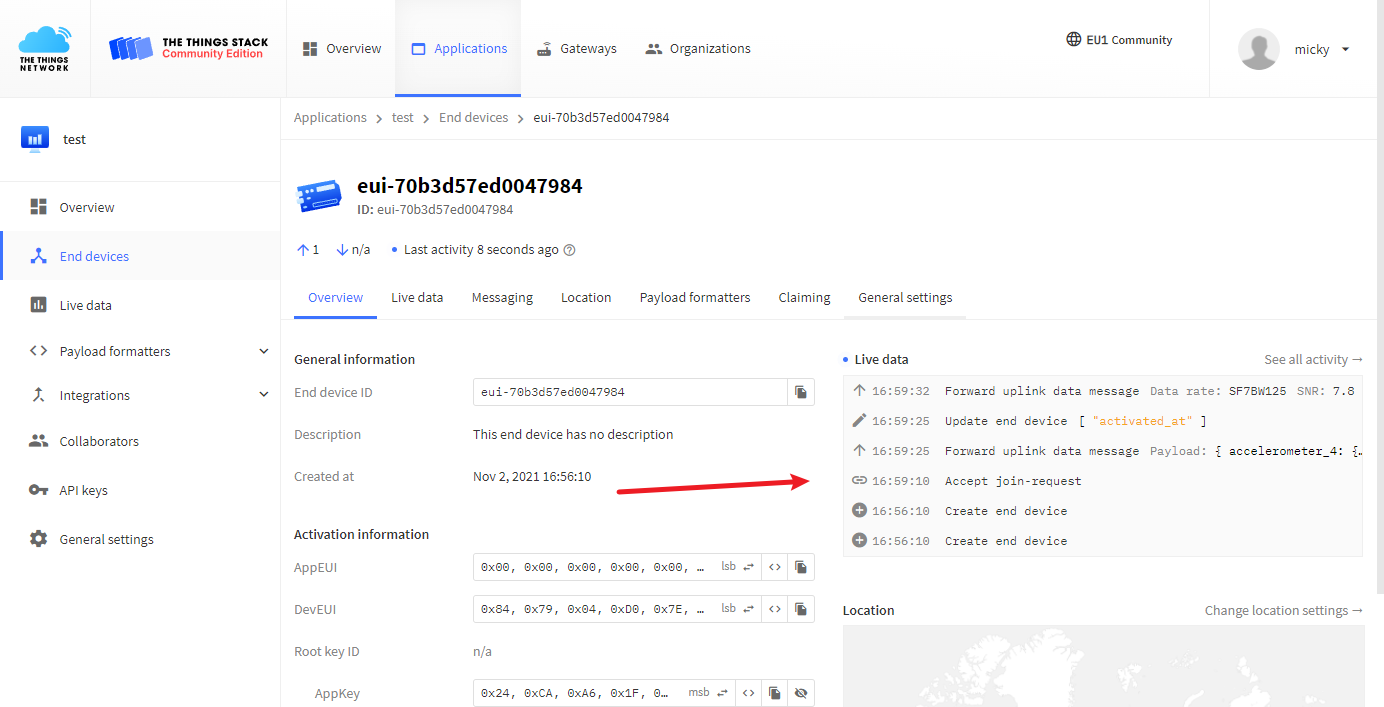 THE THINGS NETWORK
THE THINGS STACK
Community Edition
Overview
Applications
Gateways
Organizations
EU1 Community
micky
test
Overview
End devices
Live data
Payload formatters
Integrations
Collaborators
API keys
General settings
Applications > test > End devices > eui-70b3d57ed0047984
eui-70b3d57ed0047984
ID: eui-70b3d57ed0047984
1 n/a Last activity 8 seconds ago
Overview Live data Messaging Location Payload formatters Claiming General settings
General information
End device ID eui-70b3d57ed0047984
Description This end device has no description
Created at Nov 2, 2021 16:56:10
Activation information
AppEUI 0x00, 0x00, 0x00, 0x00, 0x00, … lsb
DevEUI 0x84, 0x79, 0x04, 0xD0, 0x7E, … lsb
Root key ID n/a
AppKey 0x24, 0xCA, 0xA6, 0x1F, 0… msb
Live data See all activity →
16:59:32 Forward uplink data message Data rate: SF7BW125 SNR: 7.8
16:59:25 Update end device [ "activated_at" ]
16:59:25 Forward uplink data message Payload: { accelerometer_4: {…
16:59:10 Accept join-request
16:56:10 Create end device
16:56:10 Create end device
Location Change location settings →